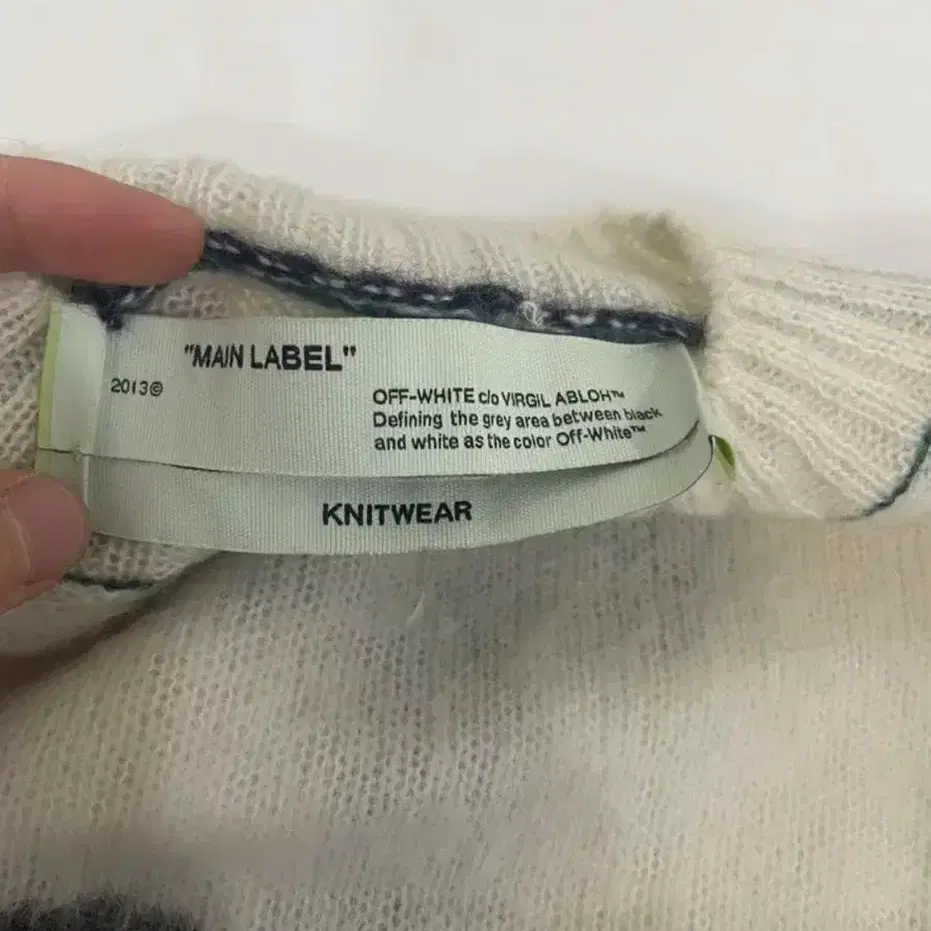 "MAIN LABEL"
2013©
OFF-WHITE c/o VIRGIL ABLOH™
Defining the grey area between black
and white as the color Off-White™
KNITWEAR